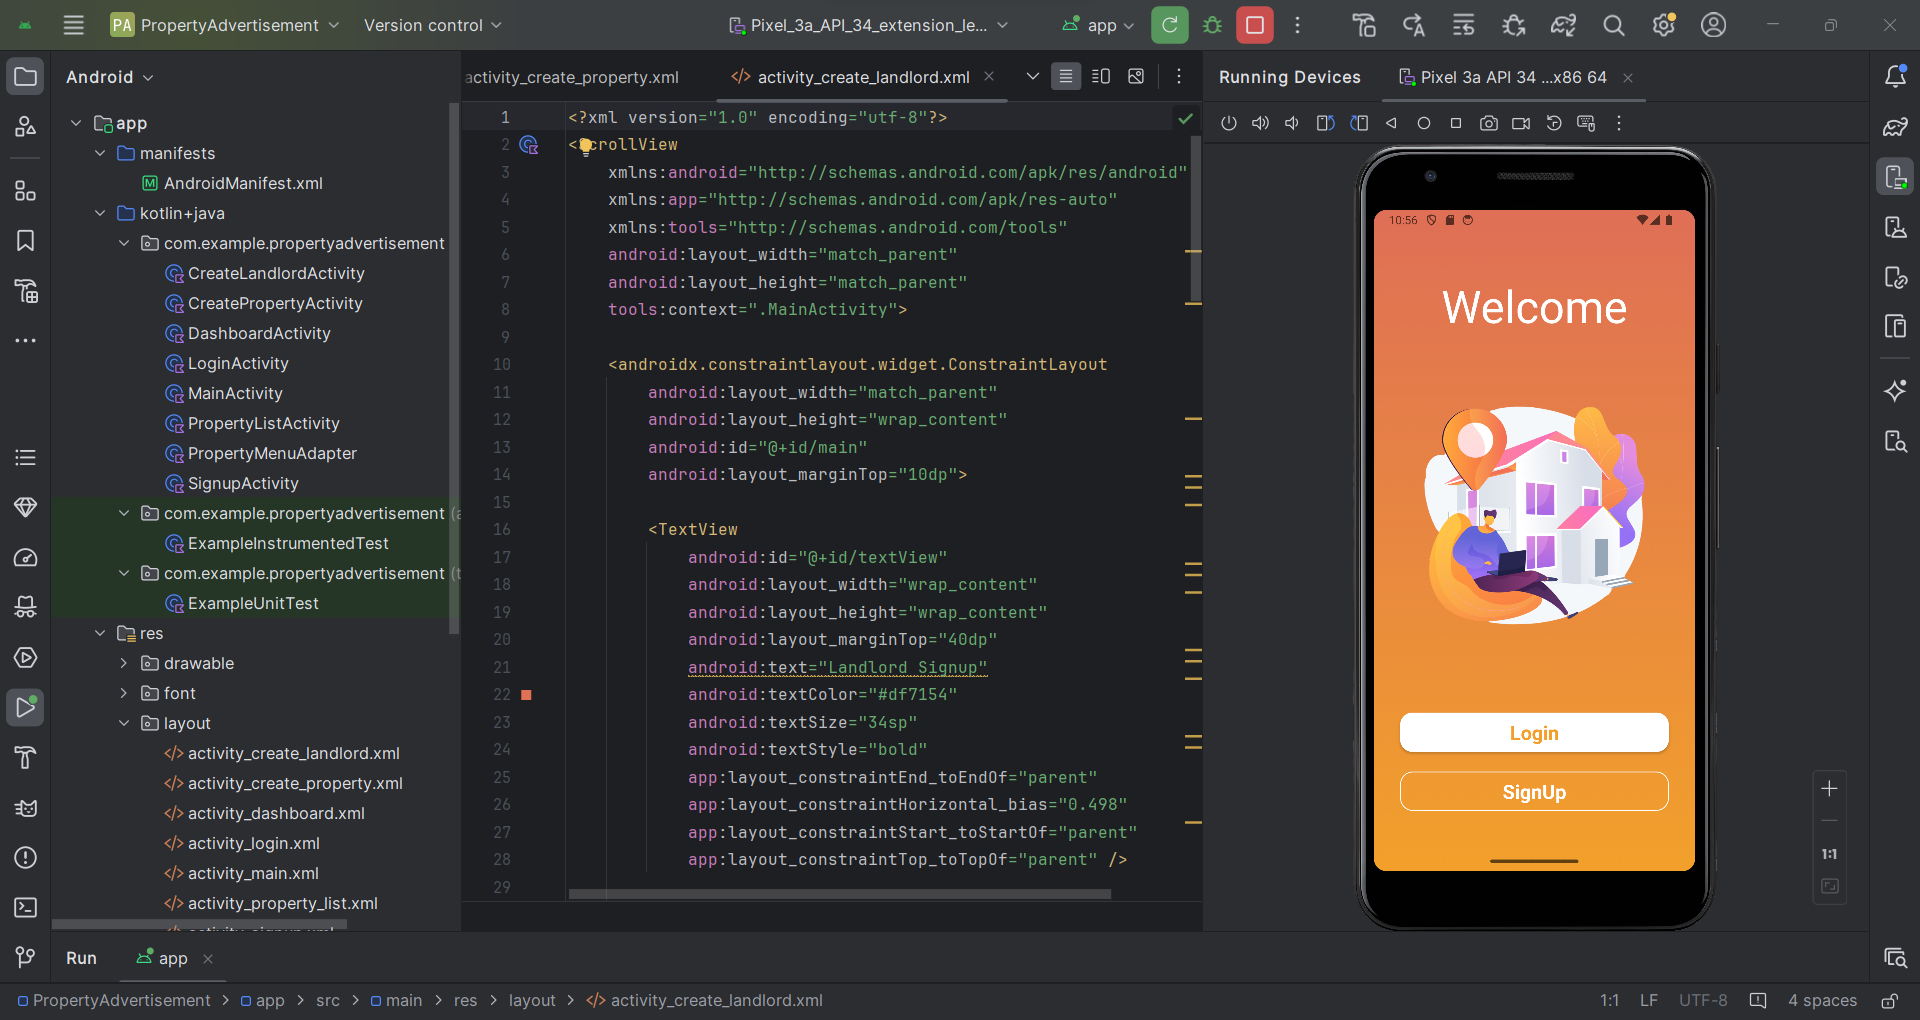 PA PropertyAdvertisement Version control Pixel_3a_API_34_extension_le... app
Android
app
manifests
AndroidManifest.xml
kotlin+java
com.example.propertyadvertisement
CreateLandlordActivity
CreatePropertyActivity
DashboardActivity
LoginActivity
MainActivity
PropertyListActivity
PropertyMenuAdapter
SignupActivity
com.example.propertyadvertisement (a
ExampleInstrumentedTest
com.example.propertyadvertisement (t
ExampleUnitTest
res
drawable
font
layout
activity_create_landlord.xml
activity_create_property.xml
activity_dashboard.xml
activity_login.xml
activity_main.xml
activity_property_list.xml
activity_create_property.xml activity_create_landlord.xml
1 <?xml version="1.0" encoding="utf-8"?>
2 <ScrollView
3 xmlns:android="http://schemas.android.com/apk/res/android"
4 xmlns:app="http://schemas.android.com/apk/res-auto"
5 xmlns:tools="http://schemas.android.com/tools"
6 android:layout_width="match_parent"
7 android:layout_height="match_parent"
8 tools:context=".MainActivity">
9
10 <androidx.constraintlayout.widget.ConstraintLayout
11 android:layout_width="match_parent"
12 android:layout_height="wrap_content"
13 android:id="@+id/main"
14 android:layout_marginTop="10dp">
15
16 <TextView
17 android:id="@+id/textView"
18 android:layout_width="wrap_content"
19 android:layout_height="wrap_content"
20 android:layout_marginTop="40dp"
21 android:text="Landlord Signup"
22 android:textColor="#df7154"
23 android:textSize="34sp"
24 android:textStyle="bold"
25 app:layout_constraintEnd_toEndOf="parent"
26 app:layout_constraintHorizontal_bias="0.498"
27 app:layout_constraintStart_toStartOf="parent"
28 app:layout_constraintTop_toTopOf="parent" />
29
Running Devices Pixel 3a API 34 ...x86 64
10:56
Welcome
Login
SignUp
1:1
Run app
PropertyAdvertisement > app > src > main > res > layout > activity_create_landlord.xml 1:1 LF UTF-8 4 spaces